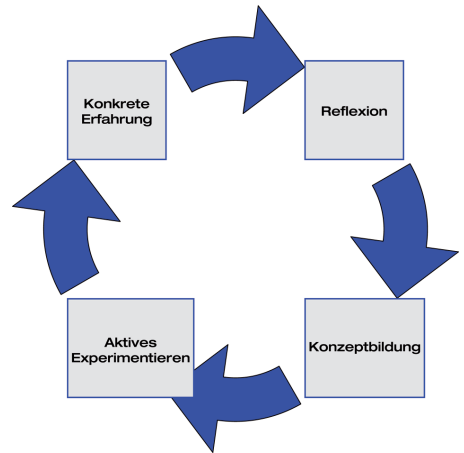 Konkrete
Erfahrung
Reflexion
Aktives
Experimentieren
Konzeptbildung